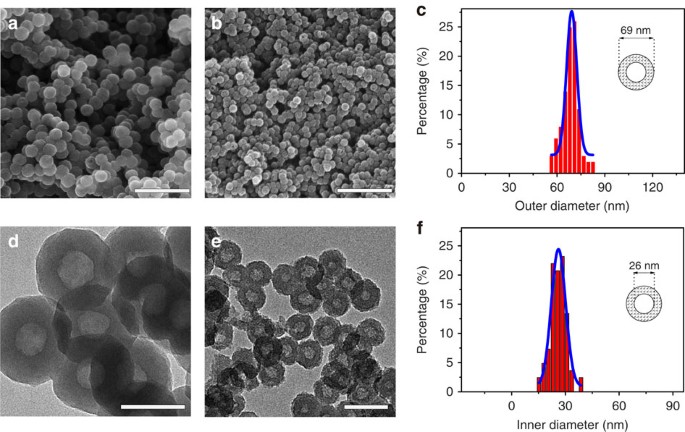 a
b
c
25
20
15
10
5
0
Percentage (%)
69 nm
0 30 60 90 120
Outer diameter (nm)
d
e
f
25
20
15
10
5
0
Percentage (%)
26 nm
0 30 60 90
Inner diameter (nm)